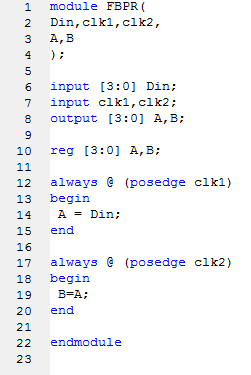 1 module FBPR(
2 Din,clk1,clk2,
3 A,B
4 );
5
6 input [3:0] Din;
7 input clk1,clk2;
8 output [3:0] A,B;
9
10 reg [3:0] A,B;
11
12 always @ (posedge clk1)
13 begin
14 A = Din;
15 end
16
17 always @ (posedge clk2)
18 begin
19 B=A;
20 end
21
22 endmodule
23